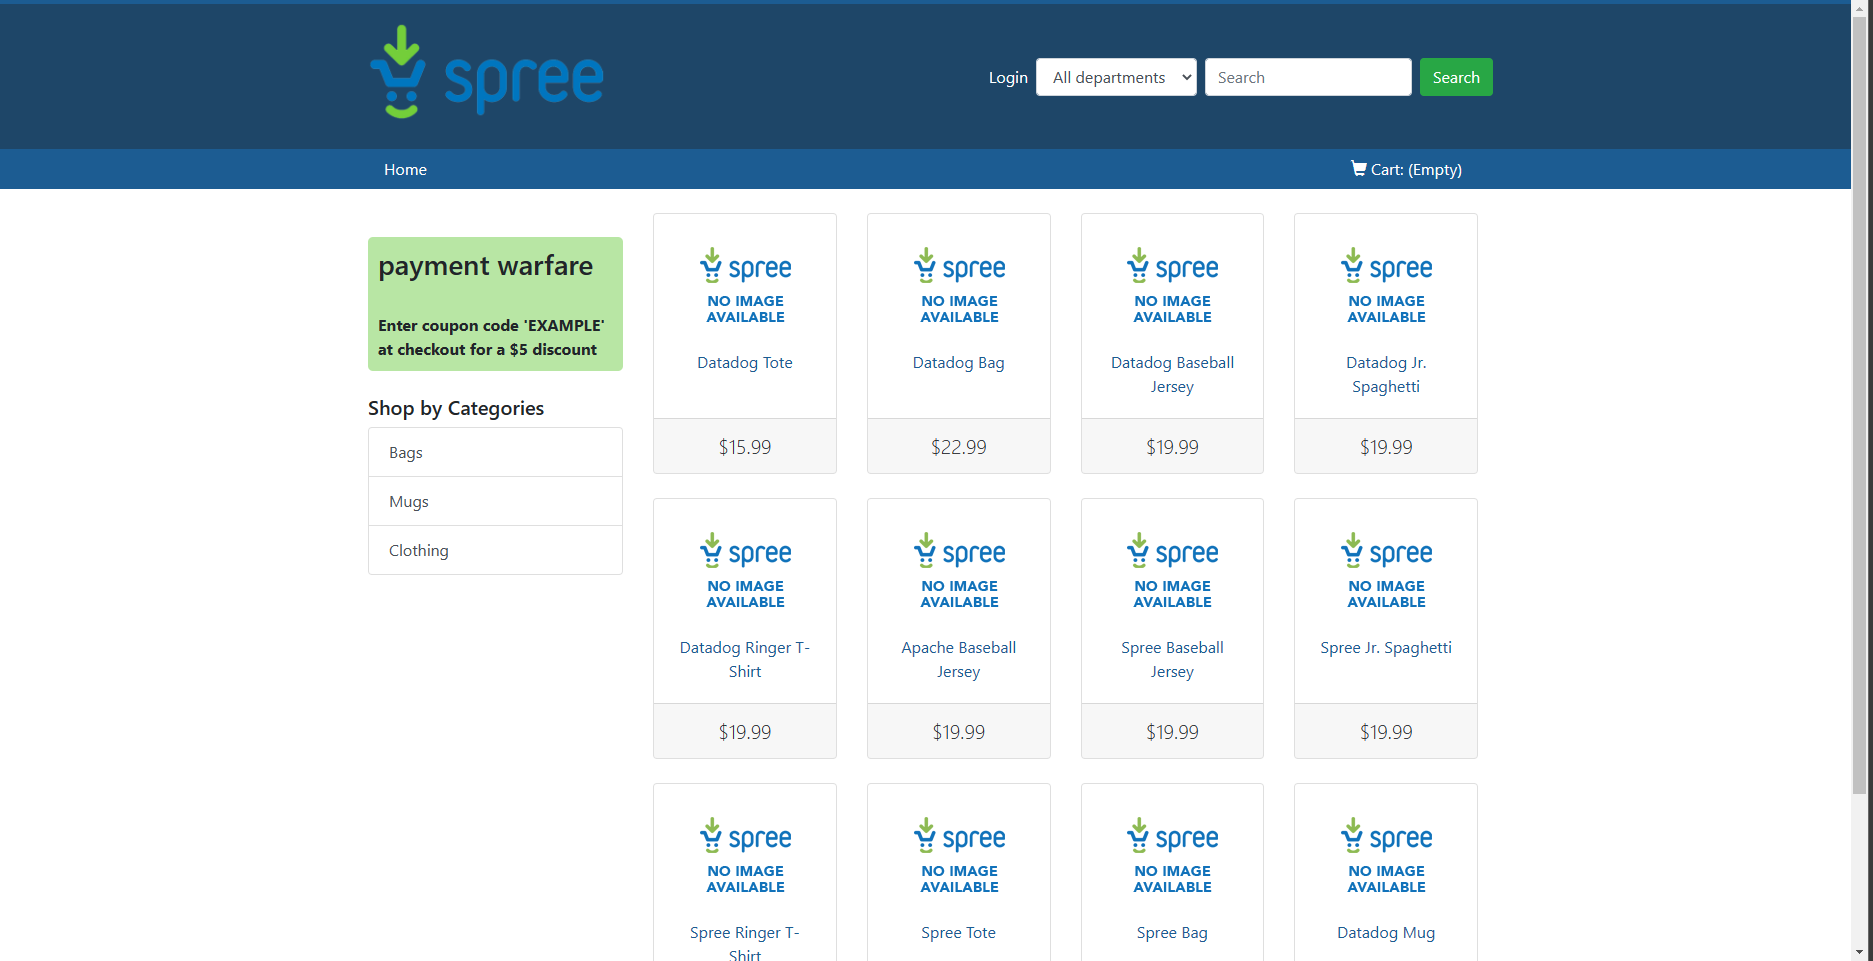 spree
Login All departments Search Search
Home Cart: (Empty)
payment warfare
Enter coupon code 'EXAMPLE'
at checkout for a $5 discount
Shop by Categories
Bags
Mugs
Clothing
spree spree spree spree
NO IMAGE NO IMAGE NO IMAGE NO IMAGE
AVAILABLE AVAILABLE AVAILABLE AVAILABLE
Datadog Tote Datadog Bag Datadog Baseball Datadog Jr.
Jersey Spaghetti
$15.99 $22.99 $19.99 $19.99
spree spree spree spree
NO IMAGE NO IMAGE NO IMAGE NO IMAGE
AVAILABLE AVAILABLE AVAILABLE AVAILABLE
Datadog Ringer T- Apache Baseball Spree Baseball Spree Jr. Spaghetti
Shirt Jersey Jersey
$19.99 $19.99 $19.99 $19.99
spree spree spree spree
NO IMAGE NO IMAGE NO IMAGE NO IMAGE
AVAILABLE AVAILABLE AVAILABLE AVAILABLE
Spree Ringer T- Spree Tote Spree Bag Datadog Mug
Shirt